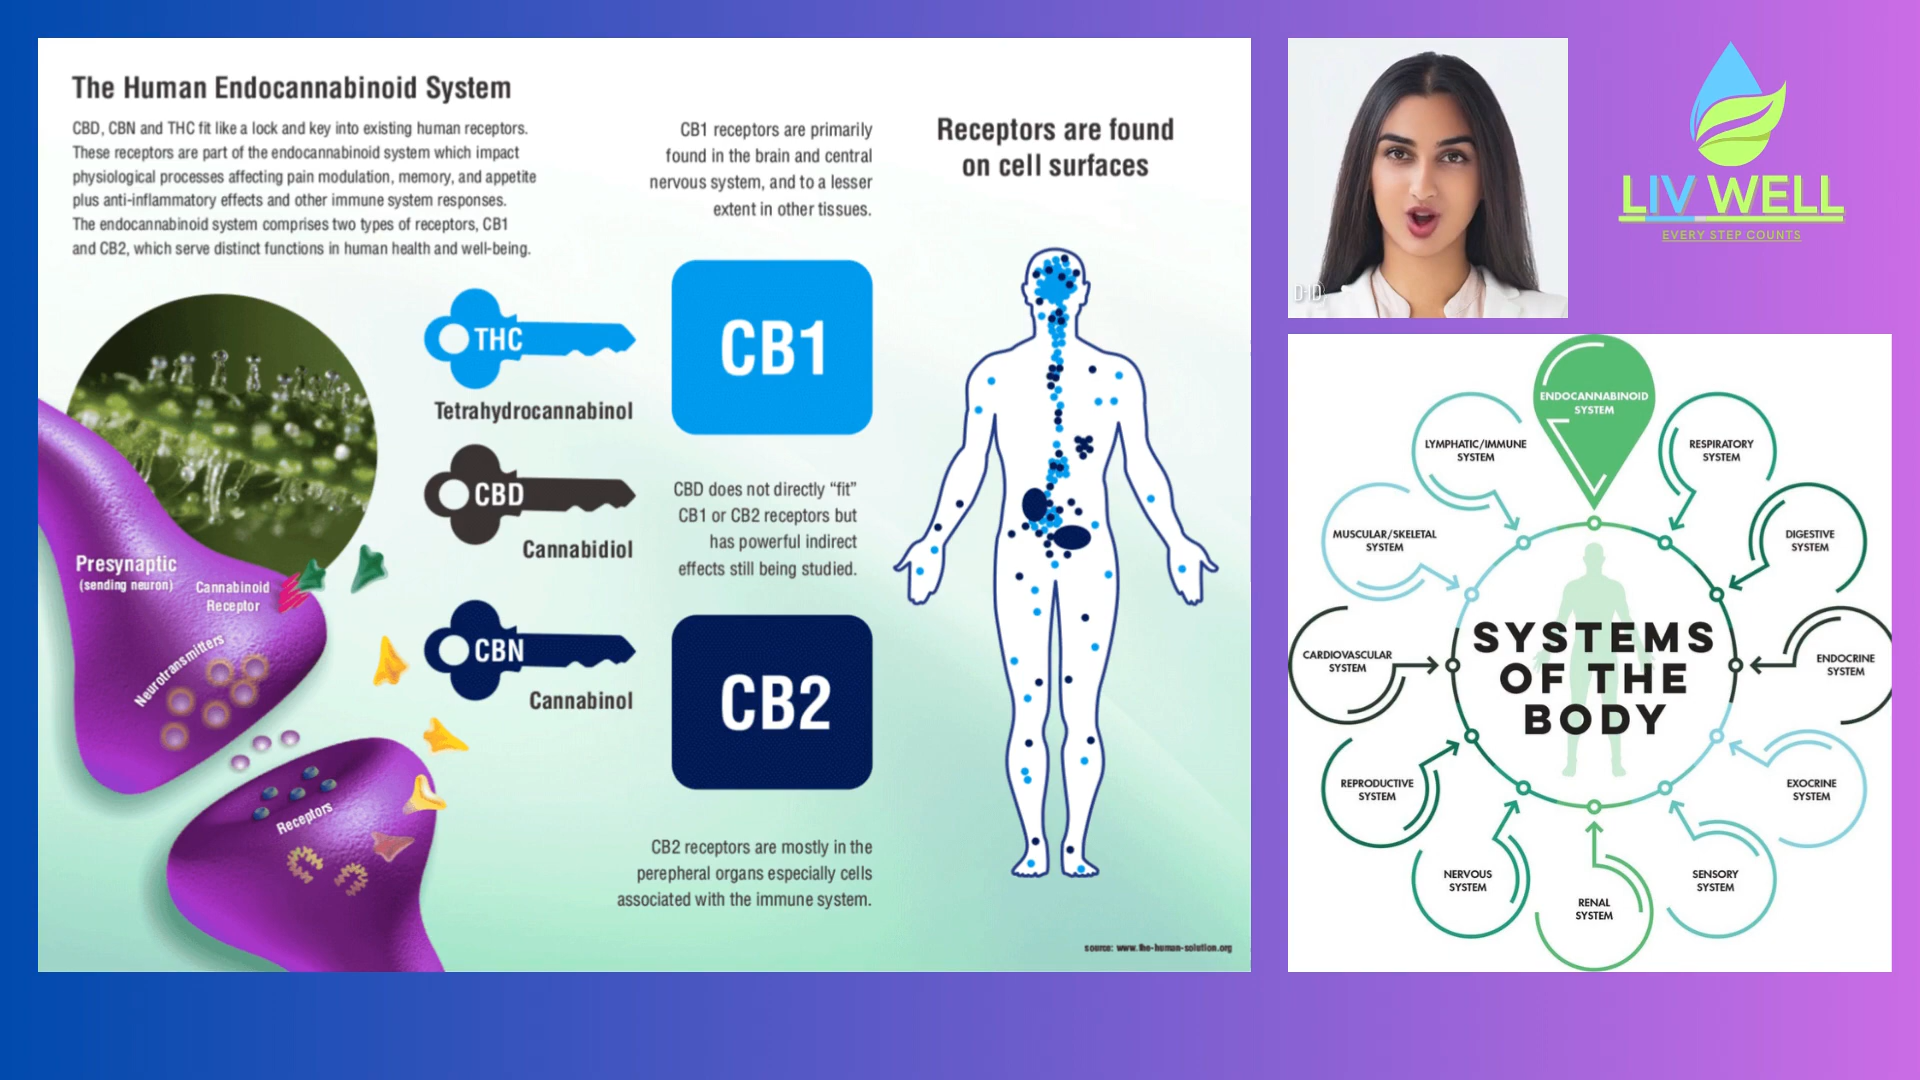 The Human Endocannabinoid System
CBD, CBN and THC fit like a lock and key into existing human receptors.
These receptors are part of the endocannabinoid system which impact
physiological processes affecting pain modulation, memory, and appetite
plus anti-inflammatory effects and other immune system responses.
The endocannabinoid system comprises two types of receptors, CB1
and CB2, which serve distinct functions in human health and well-being.
CB1 receptors are primarily
found in the brain and central
nervous system, and to a lesser
extent in other tissues.
Receptors are found
on cell surfaces
THC
Tetrahydrocannabinol
CB1
CBD
Cannabidiol
CBD does not directly “fit”
CB1 or CB2 receptors but
has powerful indirect
effects still being studied.
CBN
Cannabinol
CB2
CB2 receptors are mostly in the
perepheral organs especially cells
associated with the immune system.
Presynaptic
(sending neuron)
Cannabinoid
Receptor
Neurotransmitters
Receptors
source: www.the-human-solution.org
D-ID
LIV WELL
EVERY STEP COUNTS
ENDOCANNABINOID
SYSTEM
LYMPHATIC/IMMUNE
SYSTEM
RESPIRATORY
SYSTEM
MUSCULAR/SKELETAL
SYSTEM
DIGESTIVE
SYSTEM
CARDIOVASCULAR
SYSTEM
SYSTEMS
OF THE
BODY
ENDOCRINE
SYSTEM
REPRODUCTIVE
SYSTEM
EXOCRINE
SYSTEM
NERVOUS
SYSTEM
RENAL
SYSTEM
SENSORY
SYSTEM